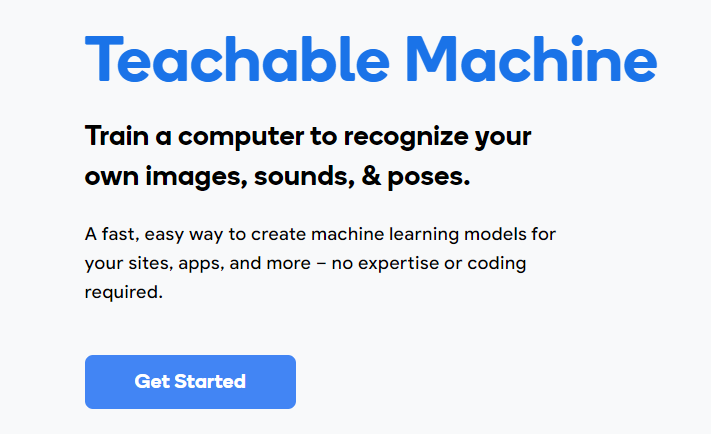 Teachable Machine
Train a computer to recognize your
own images, sounds, & poses.
A fast, easy way to create machine learning models for
your sites, apps, and more – no expertise or coding
required.
Get Started